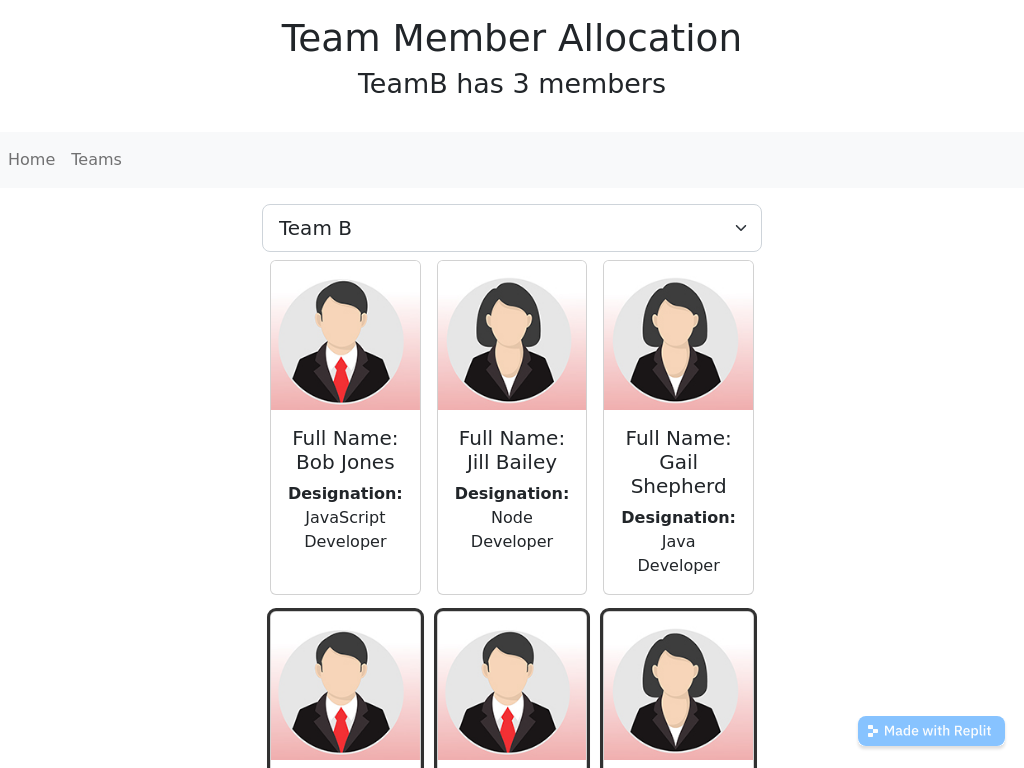 Team Member Allocation
TeamB has 3 members
Home Teams
Team B
Full Name:
Bob Jones
Designation:
JavaScript
Developer
Full Name:
Jill Bailey
Designation:
Node
Developer
Full Name:
Gail
Shepherd
Designation:
Java
Developer
Made with Replit